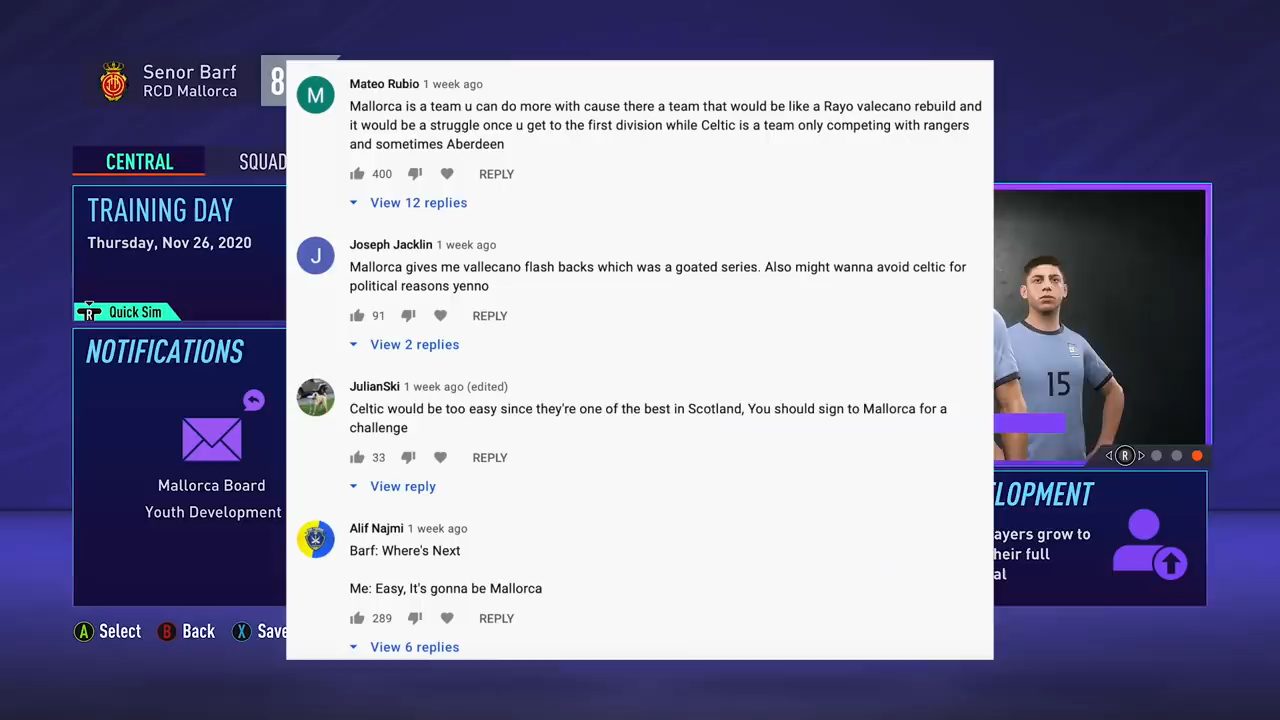 Senor Barf
RCD Mallorca
8
CENTRAL
SQUAD
TRAINING DAY
Thursday, Nov 26, 2020
R Quick Sim
NOTIFICATIONS
Mallorca Board
Youth Development
A Select B Back X Save
Mateo Rubio 1 week ago
Mallorca is a team u can do more with cause there a team that would be like a Rayo valecano rebuild and
it would be a struggle once u get to the first division while Celtic is a team only competing with rangers
and sometimes Aberdeen
400 REPLY
View 12 replies
J
Joseph Jacklin 1 week ago
Mallorca gives me vallecano flash backs which was a goated series. Also might wanna avoid celtic for
political reasons yenno
91 REPLY
View 2 replies
JulianSki 1 week ago (edited)
Celtic would be too easy since they're one of the best in Scotland, You should sign to Mallorca for a
challenge
33 REPLY
View reply
Alif Najmi 1 week ago
Barf: Where's Next
Me: Easy, It's gonna be Mallorca
289 REPLY
View 6 replies
M
15
R
LOPMENT
ayers grow to
heir full
al